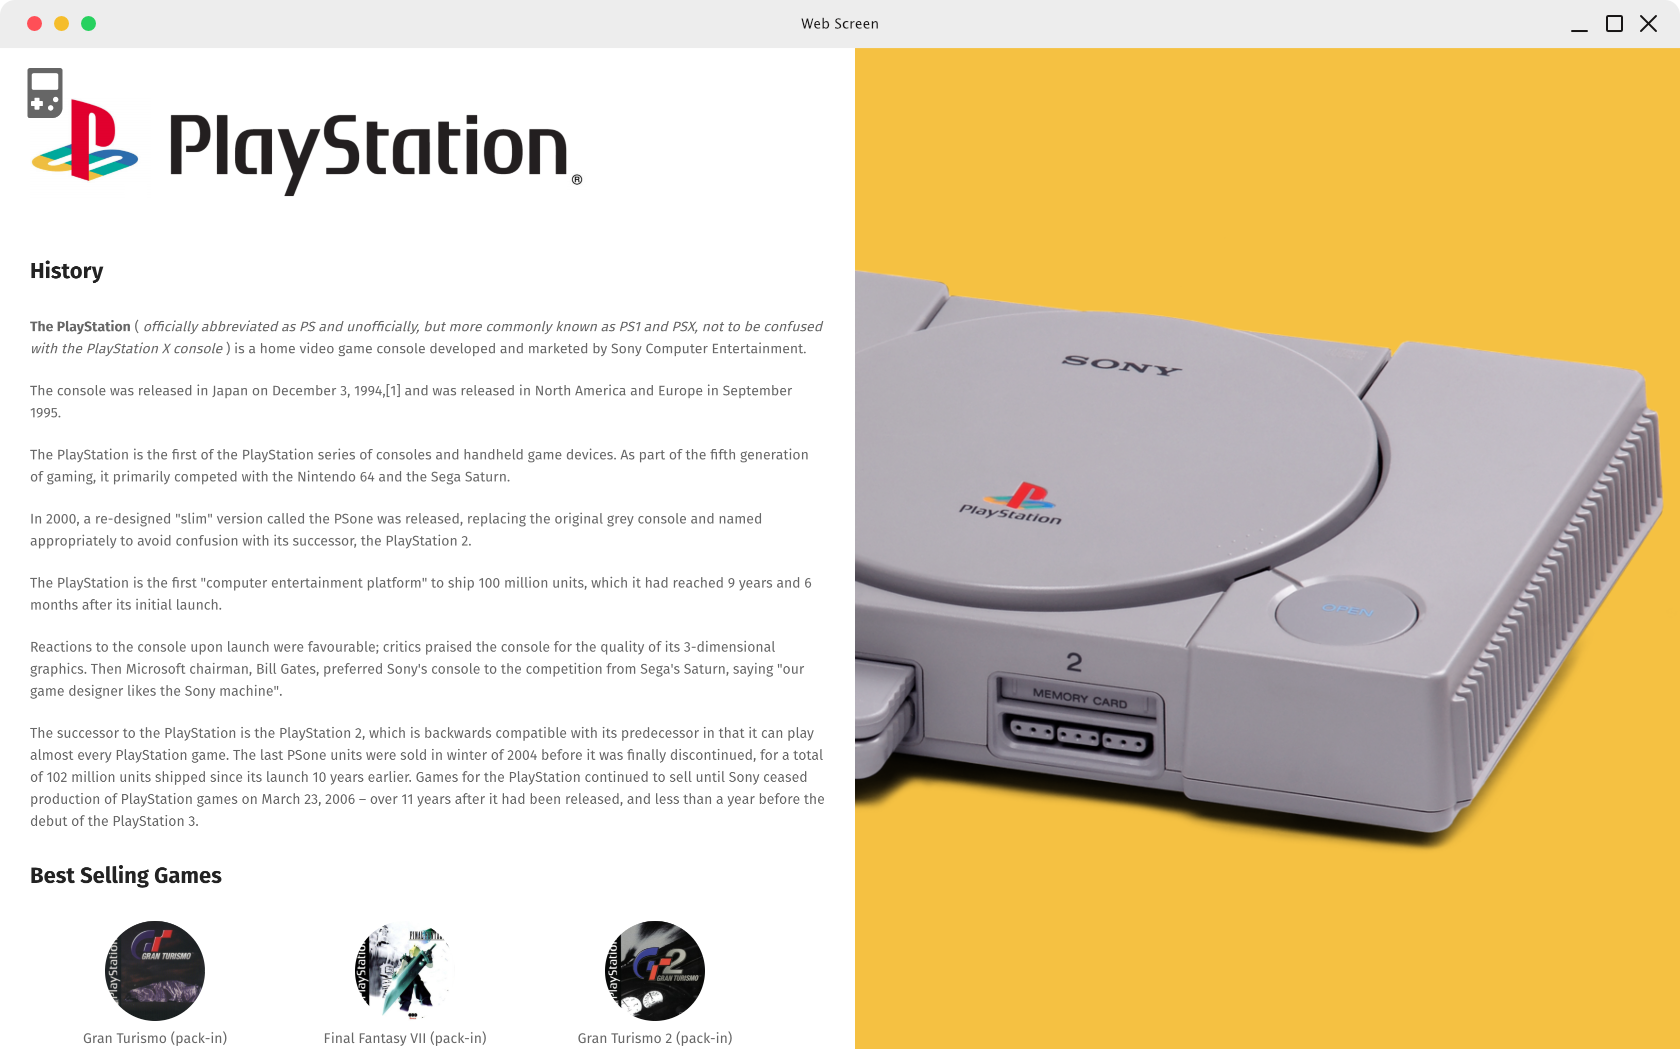 Web Screen
PlayStation®
History
The PlayStation ( officially abbreviated as PS and unofficially, but more commonly known as PS1 and PSX, not to be confused
with the PlayStation X console ) is a home video game console developed and marketed by Sony Computer Entertainment.
The console was released in Japan on December 3, 1994,[1] and was released in North America and Europe in September
1995.
The PlayStation is the first of the PlayStation series of consoles and handheld game devices. As part of the fifth generation
of gaming, it primarily competed with the Nintendo 64 and the Sega Saturn.
In 2000, a re-designed "slim" version called the PSone was released, replacing the original grey console and named
appropriately to avoid confusion with its successor, the PlayStation 2.
The PlayStation is the first "computer entertainment platform" to ship 100 million units, which it had reached 9 years and 6
months after its initial launch.
Reactions to the console upon launch were favourable; critics praised the console for the quality of its 3-dimensional
graphics. Then Microsoft chairman, Bill Gates, preferred Sony's console to the competition from Sega's Saturn, saying "our
game designer likes the Sony machine".
The successor to the PlayStation is the PlayStation 2, which is backwards compatible with its predecessor in that it can play
almost every PlayStation game. The last PSone units were sold in winter of 2004 before it was finally discontinued, for a total
of 102 million units shipped since its launch 10 years earlier. Games for the PlayStation continued to sell until Sony ceased
production of PlayStation games on March 23, 2006 – over 11 years after it had been released, and less than a year before the
debut of the PlayStation 3.
Best Selling Games
PlayStation
GT
GRAN TURISMO
PlayStation
FINAL FANTASY
PlayStation
GT2
GRAN TURISMO
Gran Turismo (pack-in)
Final Fantasy VII (pack-in)
Gran Turismo 2 (pack-in)
SONY
PlayStation
OPEN
2
MEMORY CARD